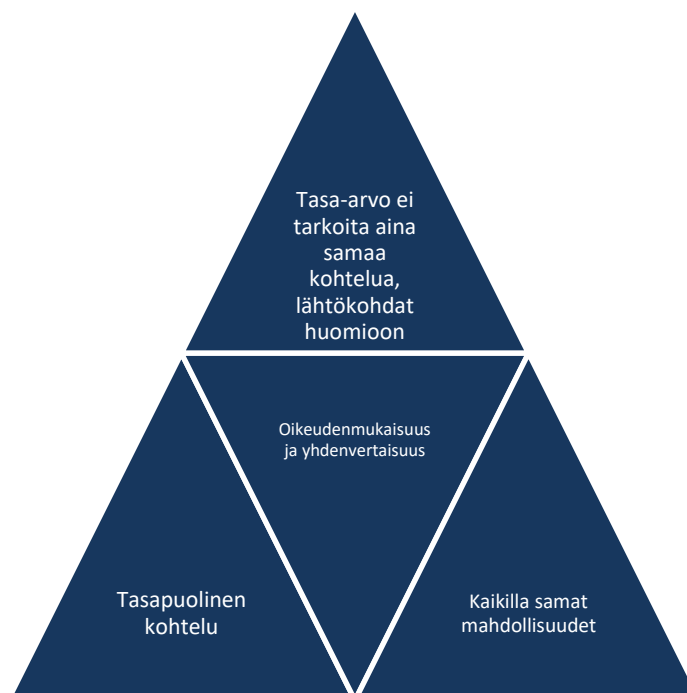 Tasa-arvo ei
tarkoita aina
samaa
kohtelua,
lähtökohdat
huomioon
Oikeudenmukaisuus
ja yhdenvertaisuus
Tasapuolinen
kohtelu
Kaikilla samat
mahdollisuudet